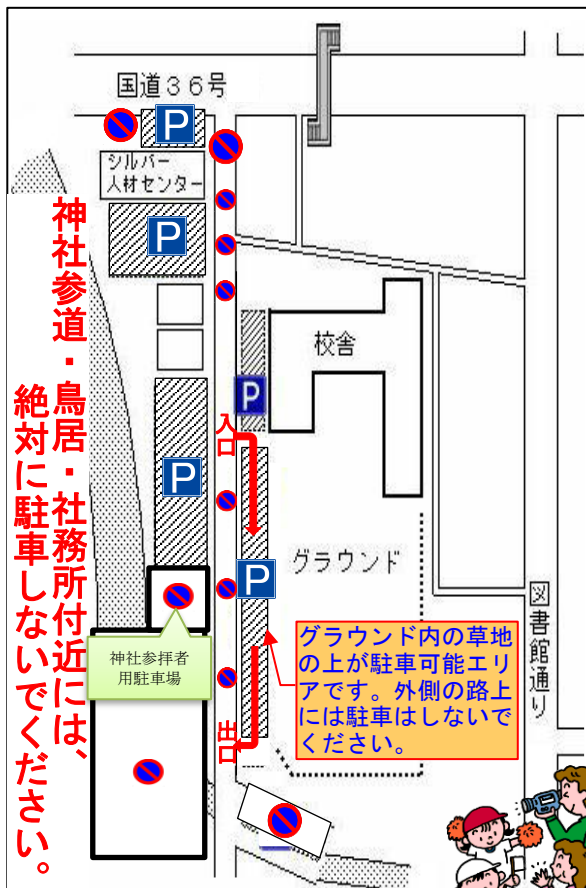 国道３６号
P
シルバー
人材センター
P
神社参道・鳥居・社務所付近には、
絶対に駐車しないでください。
校舎
P
入口
P
グラウンド
P
図書館通り
神社参拝者
用駐車場
グラウンド内の草地
の上が駐車可能エリ
アです。外側の路上
には駐車はしないで
ください。
出口